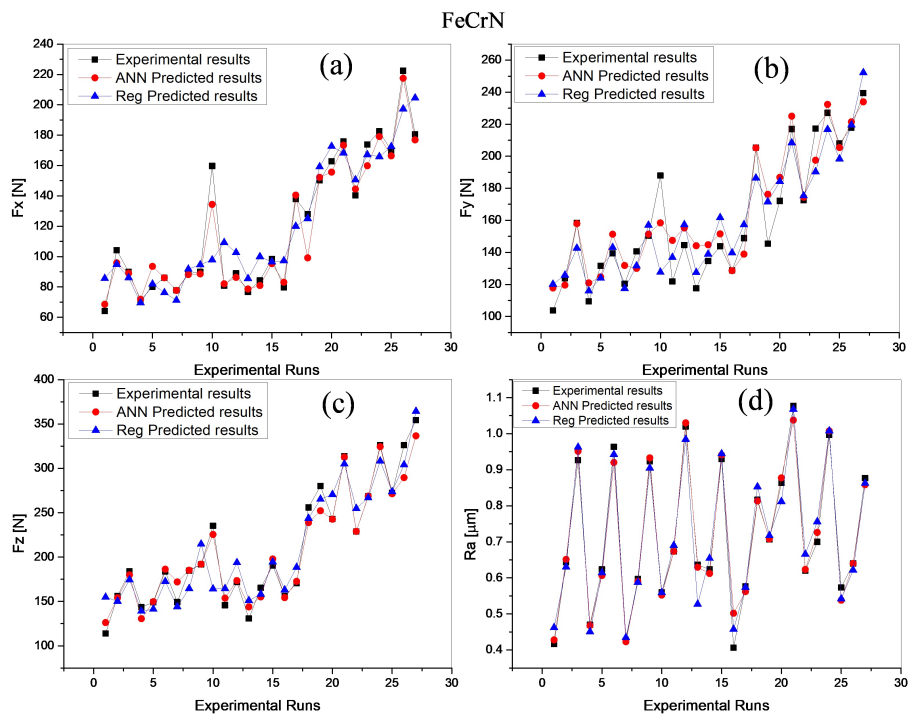 FeCrN
(a)
Experimental results
ANN Predicted results
Reg Predicted results
Fx [N]
240
220
200
180
160
140
120
100
80
60
0 5 10 15 20 25 30
Experimental Runs
(b)
Experimental results
ANN Predicted results
Reg Predicted results
Fy [N]
260
240
220
200
180
160
140
120
100
0 5 10 15 20 25 30
Experimental Runs
(c)
Experimental results
ANN Predicted results
Reg Predicted results
Fz [N]
400
350
300
250
200
150
100
0 5 10 15 20 25 30
Experimental Runs
(d)
Experimental results
ANN Predicted results
Reg Predicted results
Ra [μm]
1.1
1.0
0.9
0.8
0.7
0.6
0.5
0.4
0 5 10 15 20 25 30
Experimental Runs